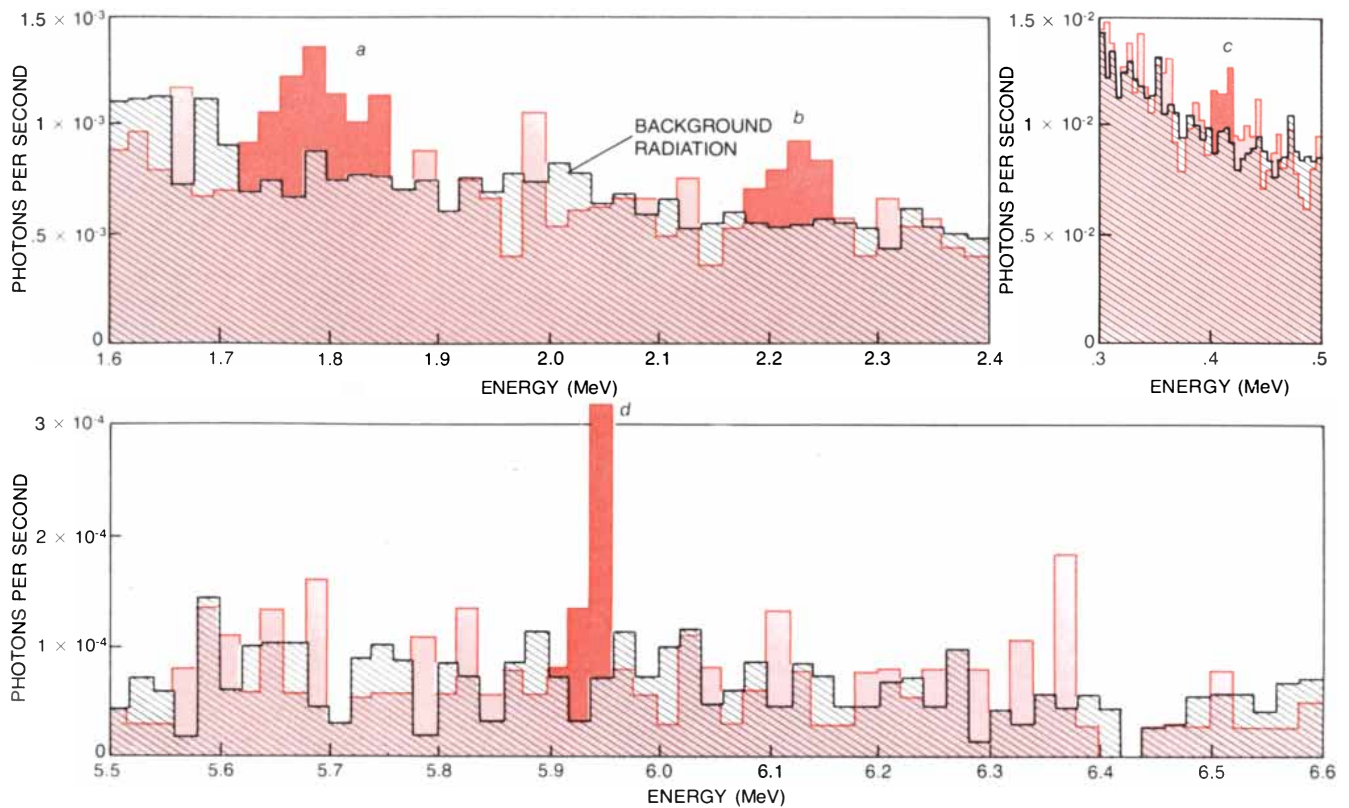 1.5 × 10-3
1 × 10-3
.5 × 10-3
0
PHOTONS PER SECOND
a
b
BACKGROUND
RADIATION
1.6 1.7 1.8 1.9 2.0 2.1 2.2 2.3 2.4
ENERGY (MeV)
1.5 × 10-2
1 × 10-2
.5 × 10-2
0
PHOTONS PER SECOND
c
.3 .4 .5
ENERGY (MeV)
3 × 10-4
2 × 10-4
1 × 10-4
0
PHOTONS PER SECOND
d
5.5 5.6 5.7 5.8 5.9 6.0 6.1 6.2 6.3 6.4 6.5 6.6
ENERGY (MeV)